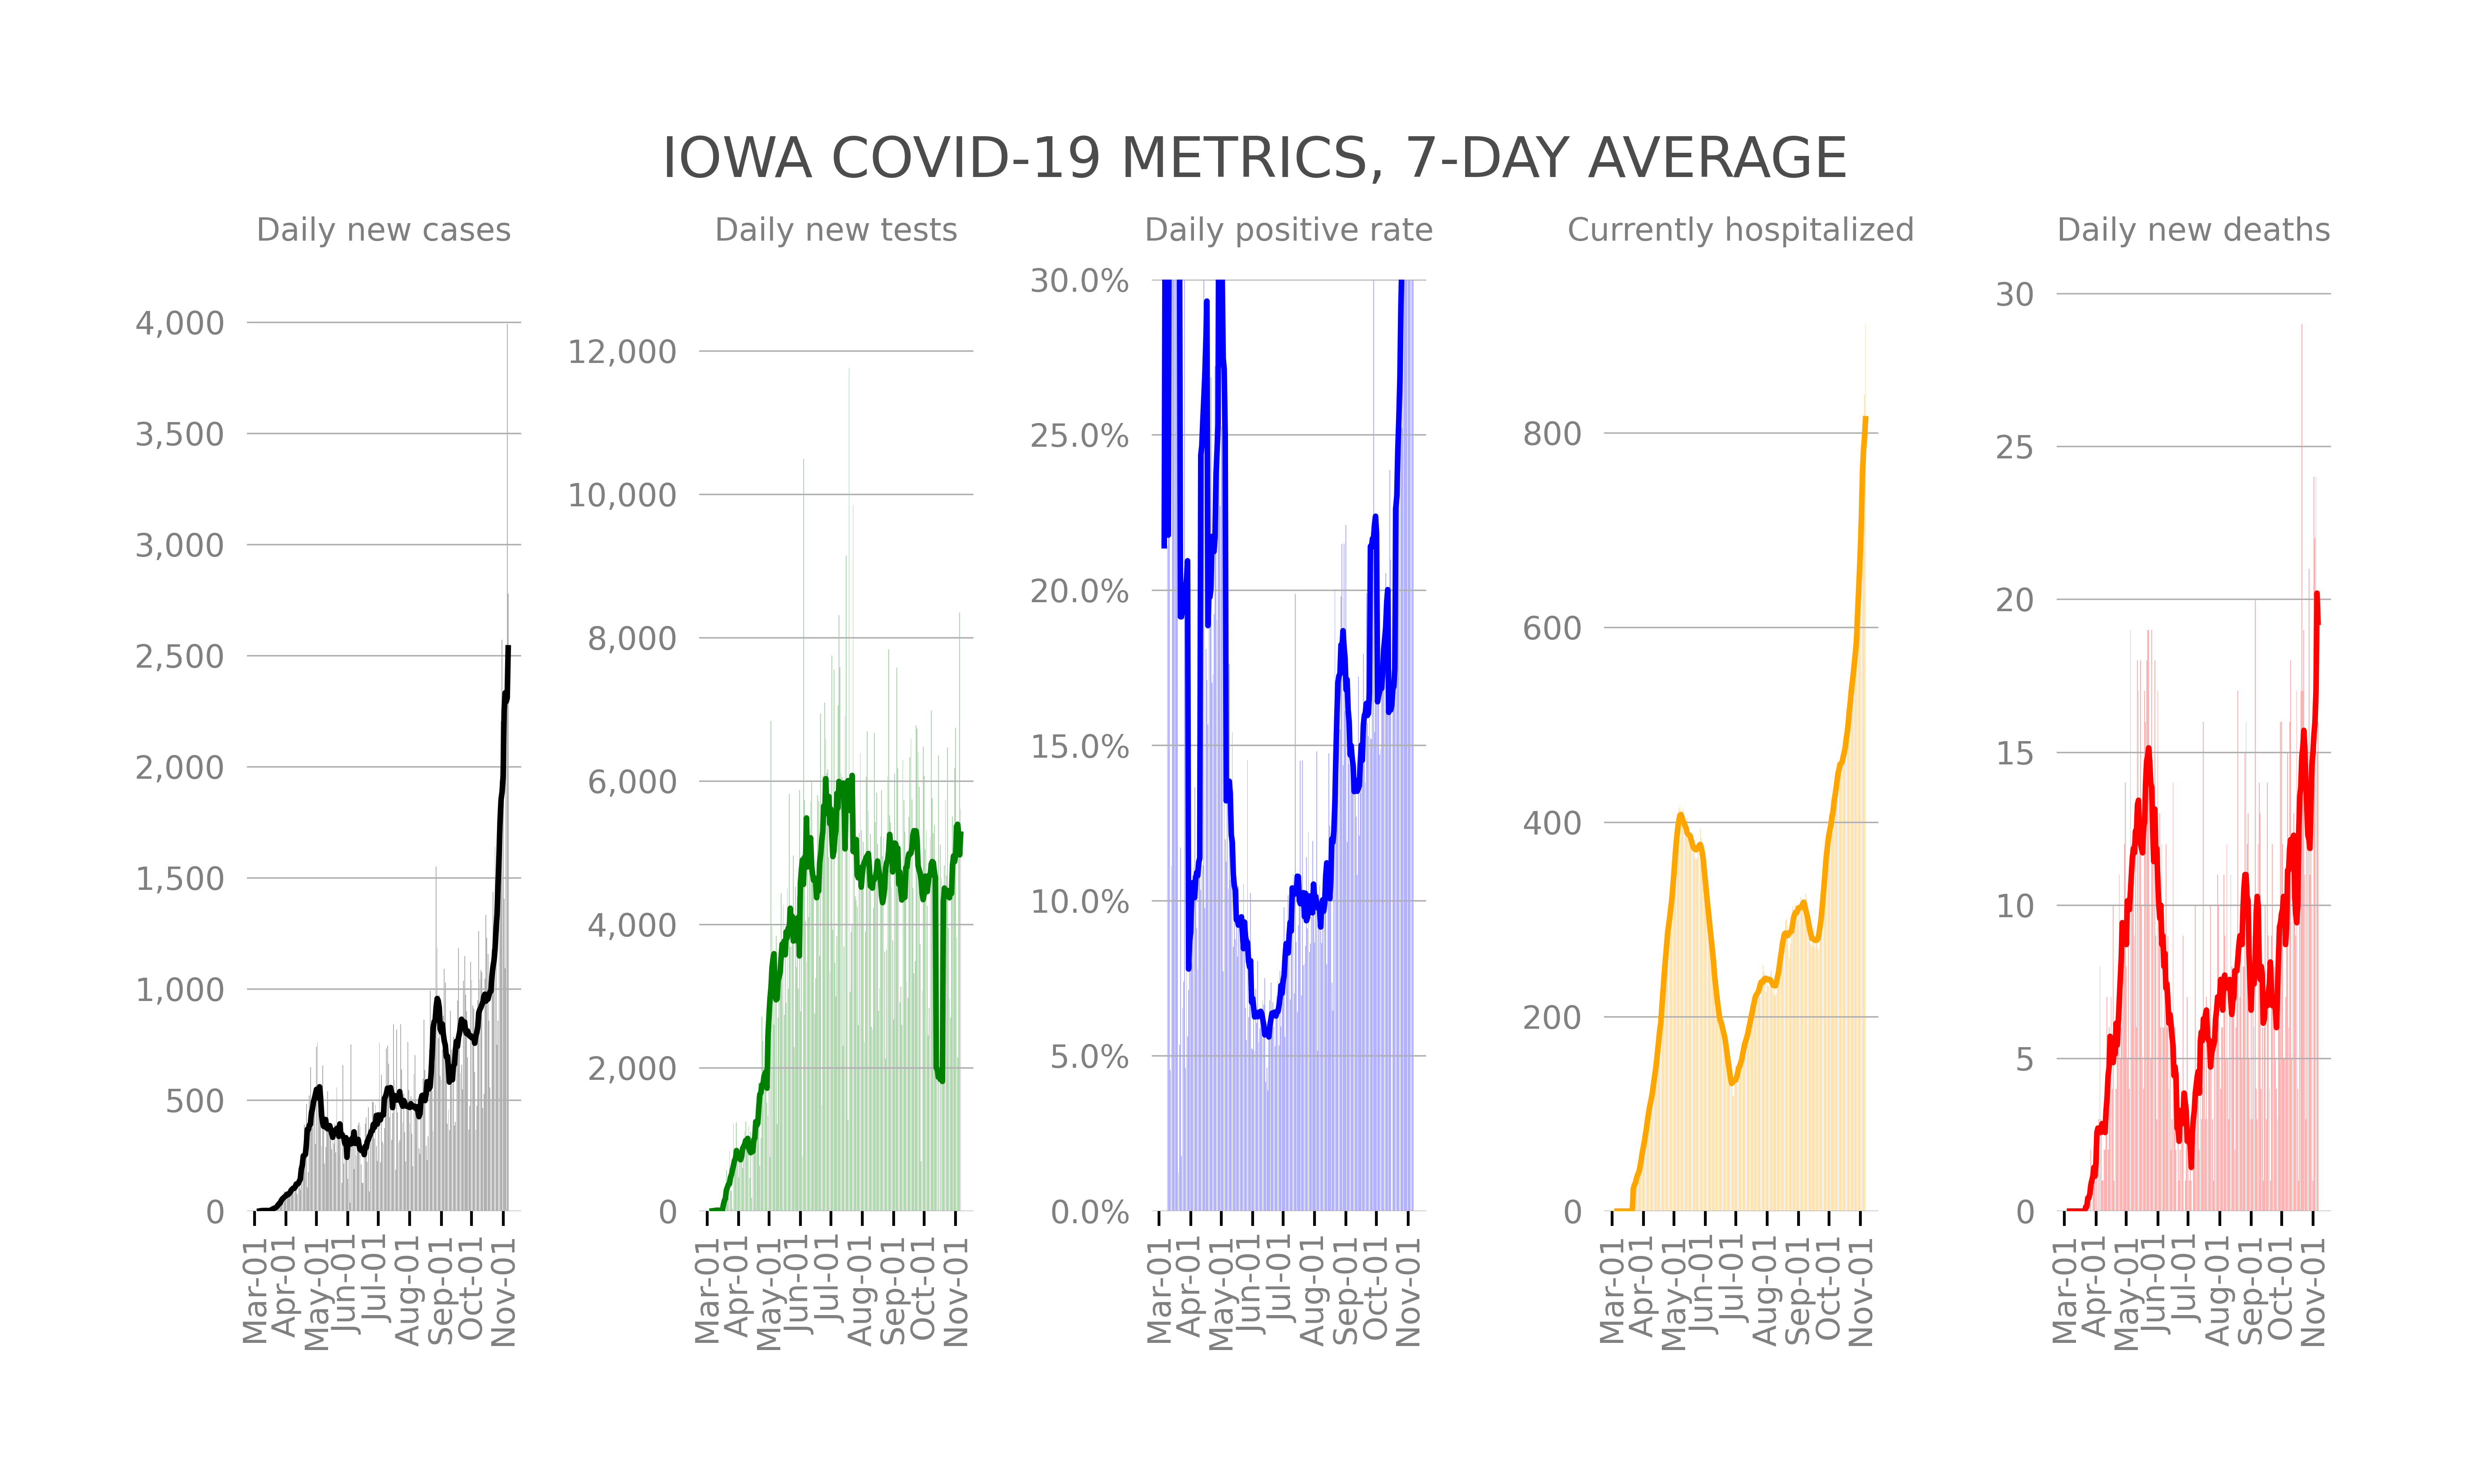 IOWA COVID-19 METRICS, 7-DAY AVERAGE
Daily new cases
4,000
3,500
3,000
2,500
2,000
1,500
1,000
500
0
Mar-01
Apr-01
May-01
Jun-01
Jul-01
Aug-01
Sep-01
Oct-01
Nov-01
Daily new tests
12,000
10,000
8,000
6,000
4,000
2,000
0
Mar-01
Apr-01
May-01
Jun-01
Jul-01
Aug-01
Sep-01
Oct-01
Nov-01
Daily positive rate
30.0%
25.0%
20.0%
15.0%
10.0%
5.0%
0.0%
Mar-01
Apr-01
May-01
Jun-01
Jul-01
Aug-01
Sep-01
Oct-01
Nov-01
Currently hospitalized
800
600
400
200
0
Mar-01
Apr-01
May-01
Jun-01
Jul-01
Aug-01
Sep-01
Oct-01
Nov-01
Daily new deaths
30
25
20
15
10
5
0
Mar-01
Apr-01
May-01
Jun-01
Jul-01
Aug-01
Sep-01
Oct-01
Nov-01